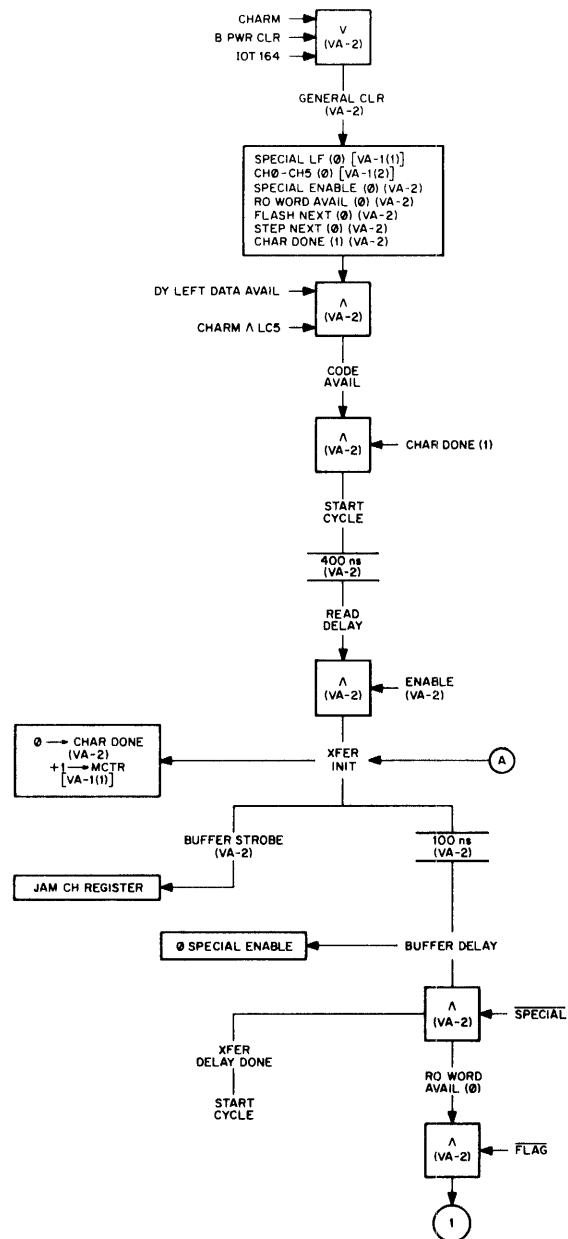 CHARM
B PWR CLR
IOT 164
V
(VA-2)
GENERAL CLR
(VA-2)
SPECIAL LF (0) [VA-1(1)]
CH0-CH5 (0) [VA-1(2)]
SPECIAL ENABLE (0) (VA-2)
RO WORD AVAIL (0) (VA-2)
FLASH NEXT (0) (VA-2)
STEP NEXT (0) (VA-2)
CHAR DONE (1) (VA-2)
DY LEFT DATA AVAIL
CHARM Λ LC5
Λ
(VA-2)
CODE
AVAIL
Λ
(VA-2)
CHAR DONE (1)
START
CYCLE
400 ns
(VA-2)
READ
DELAY
Λ
(VA-2)
ENABLE
(VA-2)
0 → CHAR DONE
(VA-2)
+1 → MCTR
[VA-1(1)]
XFER
INIT
A
BUFFER STROBE
(VA-2)
100 ns
(VA-2)
JAM CH REGISTER
0 SPECIAL ENABLE
BUFFER DELAY
Λ
(VA-2)
SPECIAL
XFER
DELAY DONE
START
CYCLE
RO WORD
AVAIL (0)
Λ
(VA-2)
FLAG
1